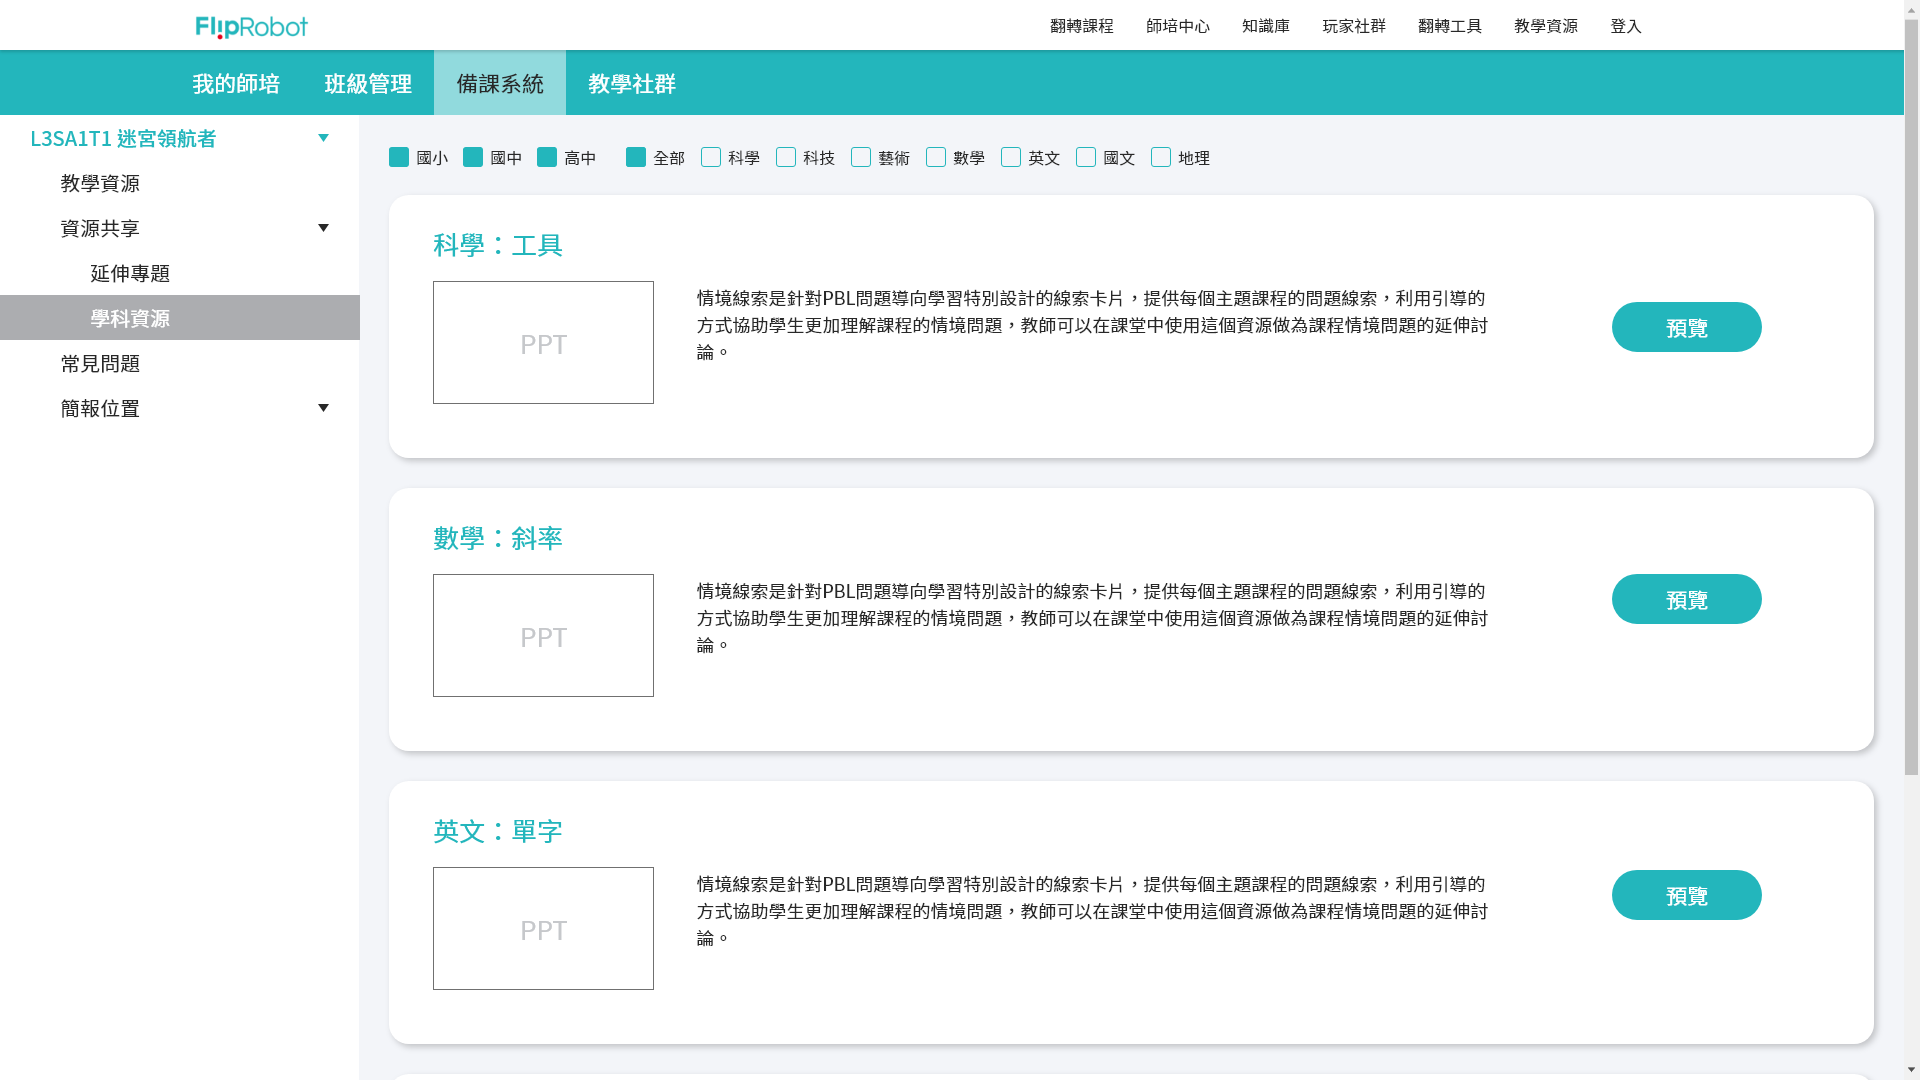 FlipRobot
翻轉課程 師培中心 知識庫 玩家社群 翻轉工具 教學資源 登入
我的師培 班級管理 備課系統 教學社群
L3SA1T1 迷宮領航者
教學資源
資源共享
延伸專題
學科資源
常見問題
簡報位置
國小 國中 高中 全部 科學 科技 藝術 數學 英文 國文 地理
科學：工具
PPT
情境線索是針對PBL問題導向學習特別設計的線索卡片，提供每個主題課程的問題線索，利用引導的
方式協助學生更加理解課程的情境問題，教師可以在課堂中使用這個資源做為課程情境問題的延伸討
論。
預覽
數學：斜率
PPT
情境線索是針對PBL問題導向學習特別設計的線索卡片，提供每個主題課程的問題線索，利用引導的
方式協助學生更加理解課程的情境問題，教師可以在課堂中使用這個資源做為課程情境問題的延伸討
論。
預覽
英文：單字
PPT
情境線索是針對PBL問題導向學習特別設計的線索卡片，提供每個主題課程的問題線索，利用引導的
方式協助學生更加理解課程的情境問題，教師可以在課堂中使用這個資源做為課程情境問題的延伸討
論。
預覽